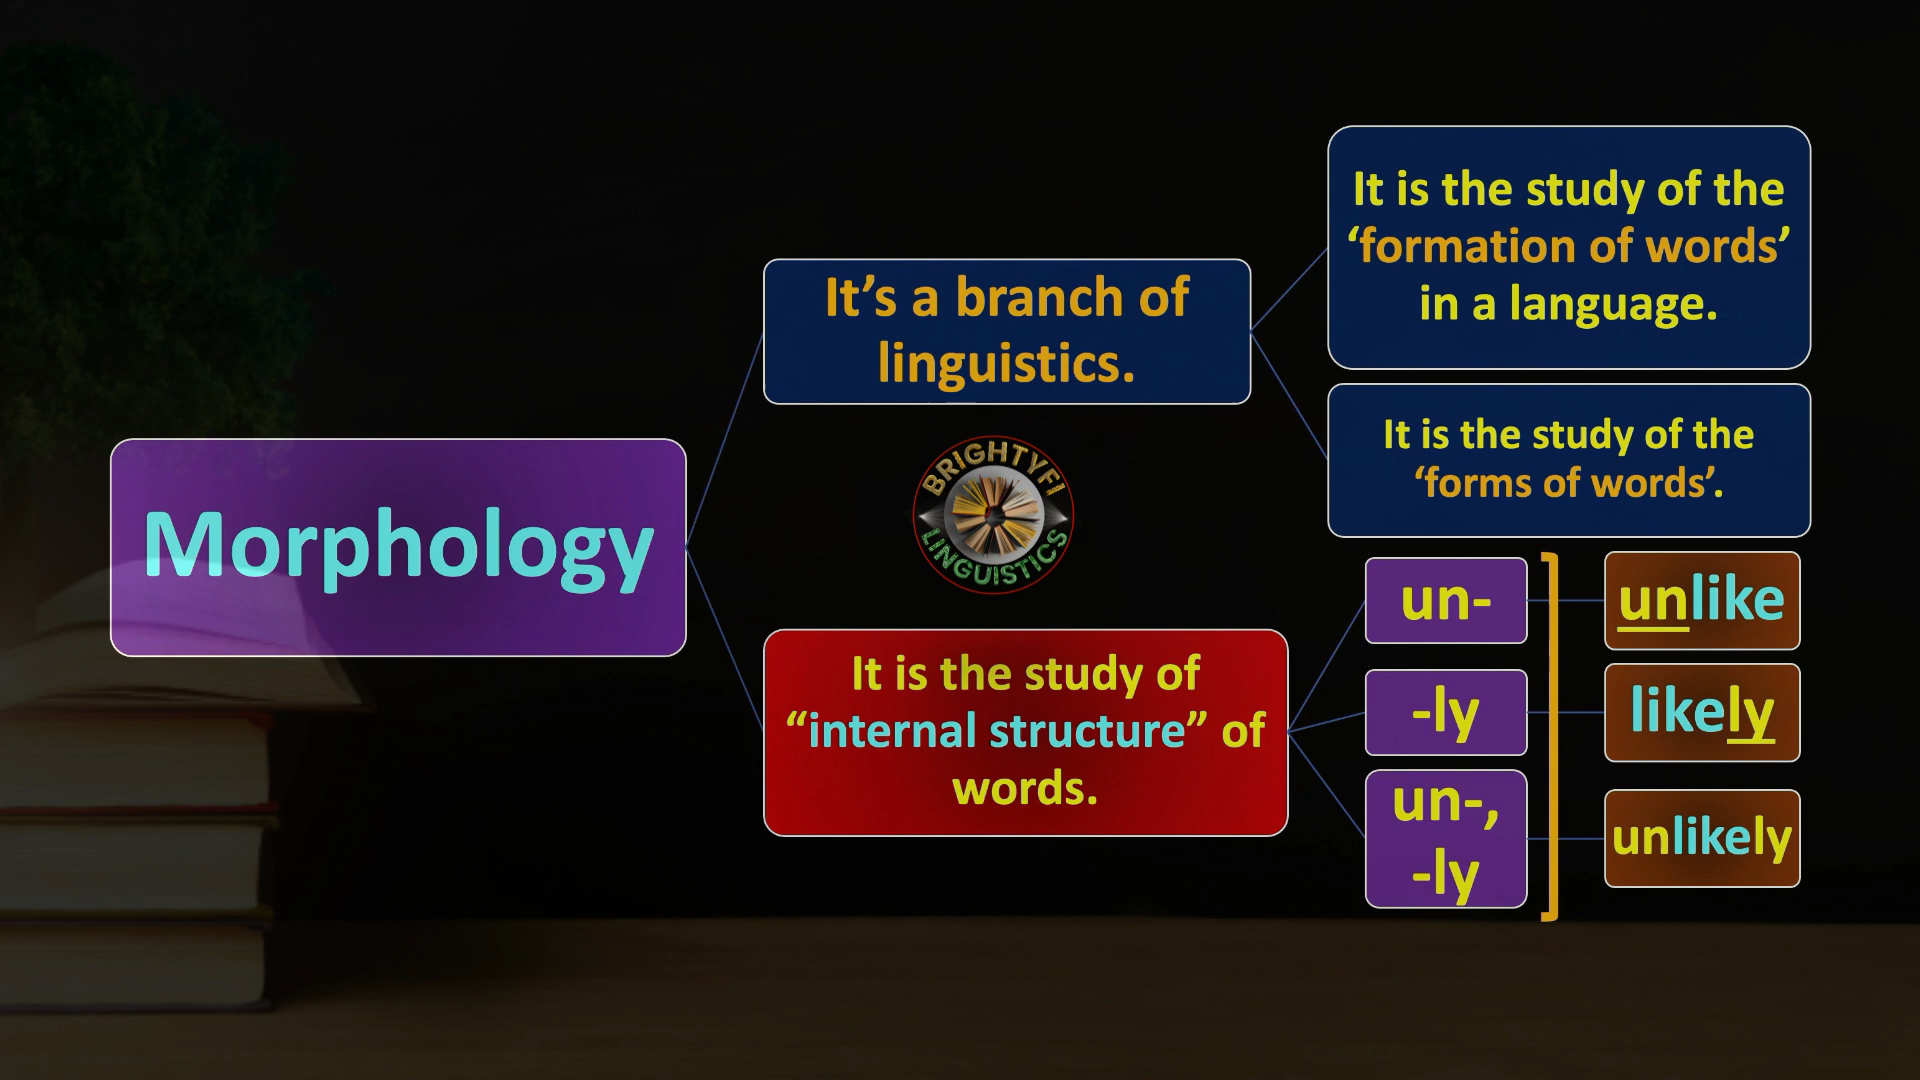 Morphology
It's a branch of
linguistics.
It is the study of the
‘formation of words’
in a language.
It is the study of the
‘forms of words’.
BRIGHTYFI
LINGUISTICS
It is the study of
“internal structure” of
words.
un-
unlike
-ly
likely
un-,
-ly
unlikely